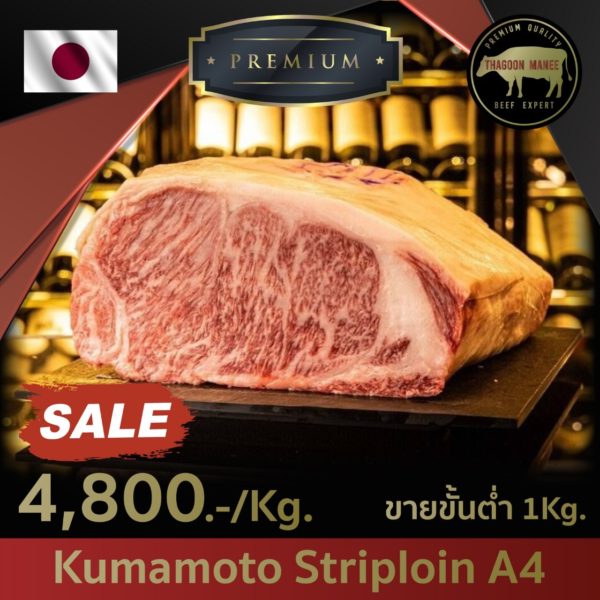 PREMIUM
PREMIUM QUALITY
THAGOON MANEE
BEEF EXPERT
SALE
4,800.-/Kg.
ขายขั้นต่ำ 1Kg.
Kumamoto Striploin A4